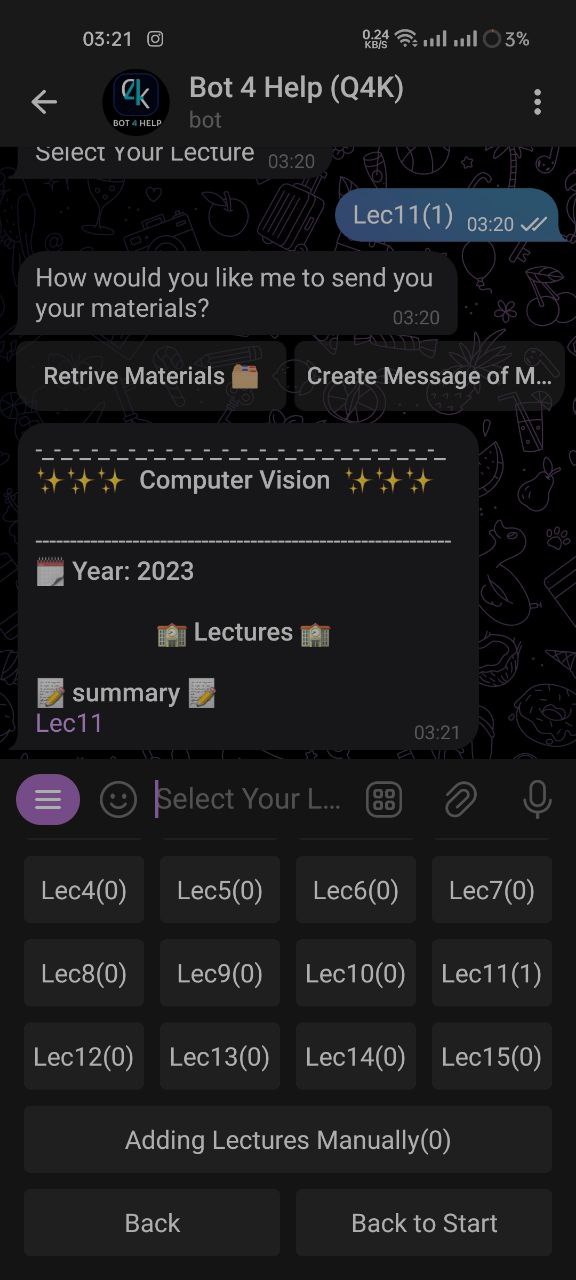 03:21 0.24 KB/S 3%
Q4K
BOT 4 HELP
Bot 4 Help (Q4K)
bot
Select Your Lecture 03:20
Lec11(1) 03:20
How would you like me to send you
your materials? 03:20
Retrive Materials Create Message of M...
-_-_-_-_-_-_-_-_-_-_-_-_-_-_-_-_-_-_-_-_-_-_
✨✨✨ Computer Vision ✨✨✨
------------------------------------------------------------
Year: 2023
Lectures
summary
Lec11 03:21
Select Your L...
Lec4(0) Lec5(0) Lec6(0) Lec7(0)
Lec8(0) Lec9(0) Lec10(0) Lec11(1)
Lec12(0) Lec13(0) Lec14(0) Lec15(0)
Adding Lectures Manually(0)
Back Back to Start